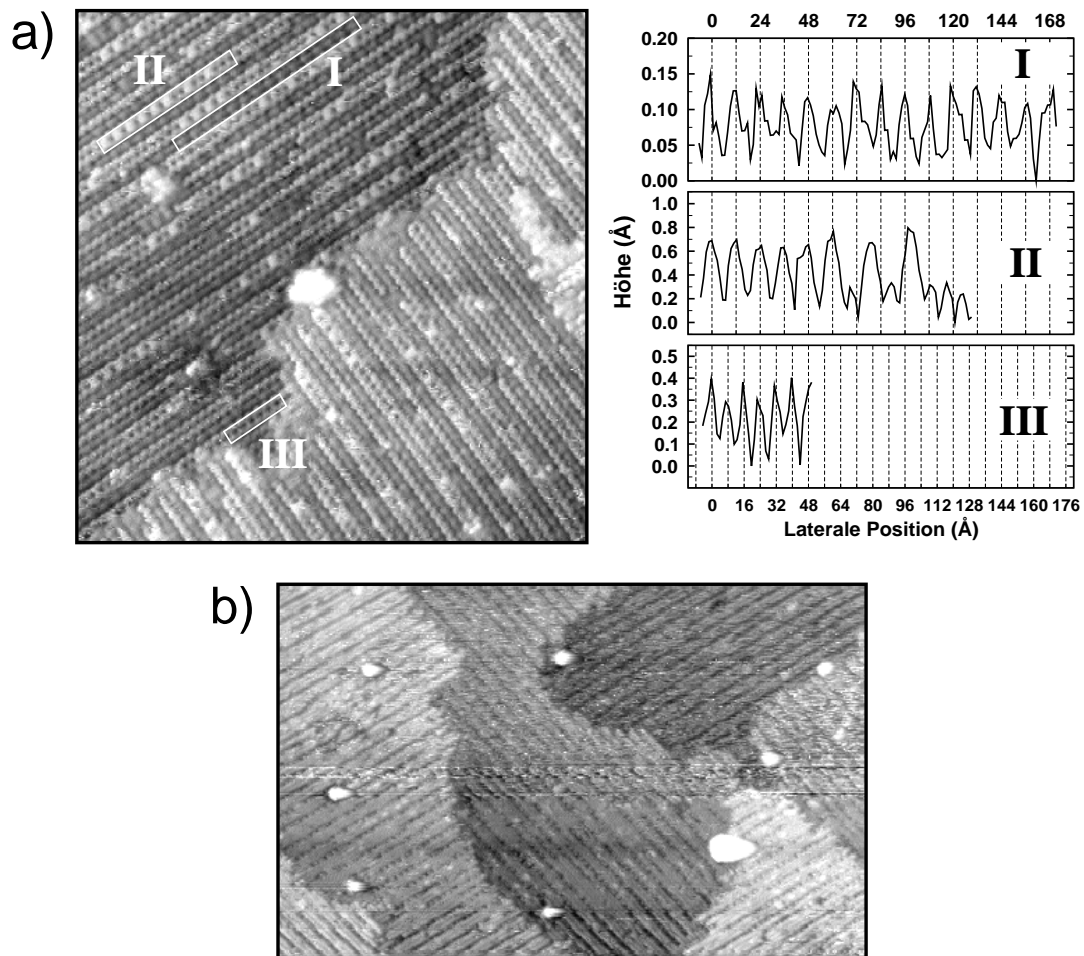 a)
II
I
III
0 24 48 72 96 120 144 168
0.20
0.15
0.10
0.05
0.00
I
1.0
0.8
0.6
0.4
0.2
0.0
II
0.5
0.4
0.3
0.2
0.1
0.0
III
Höhe (Å)
0 16 32 48 64 80 96 112 128 144 160 176
Laterale Position (Å)
b)